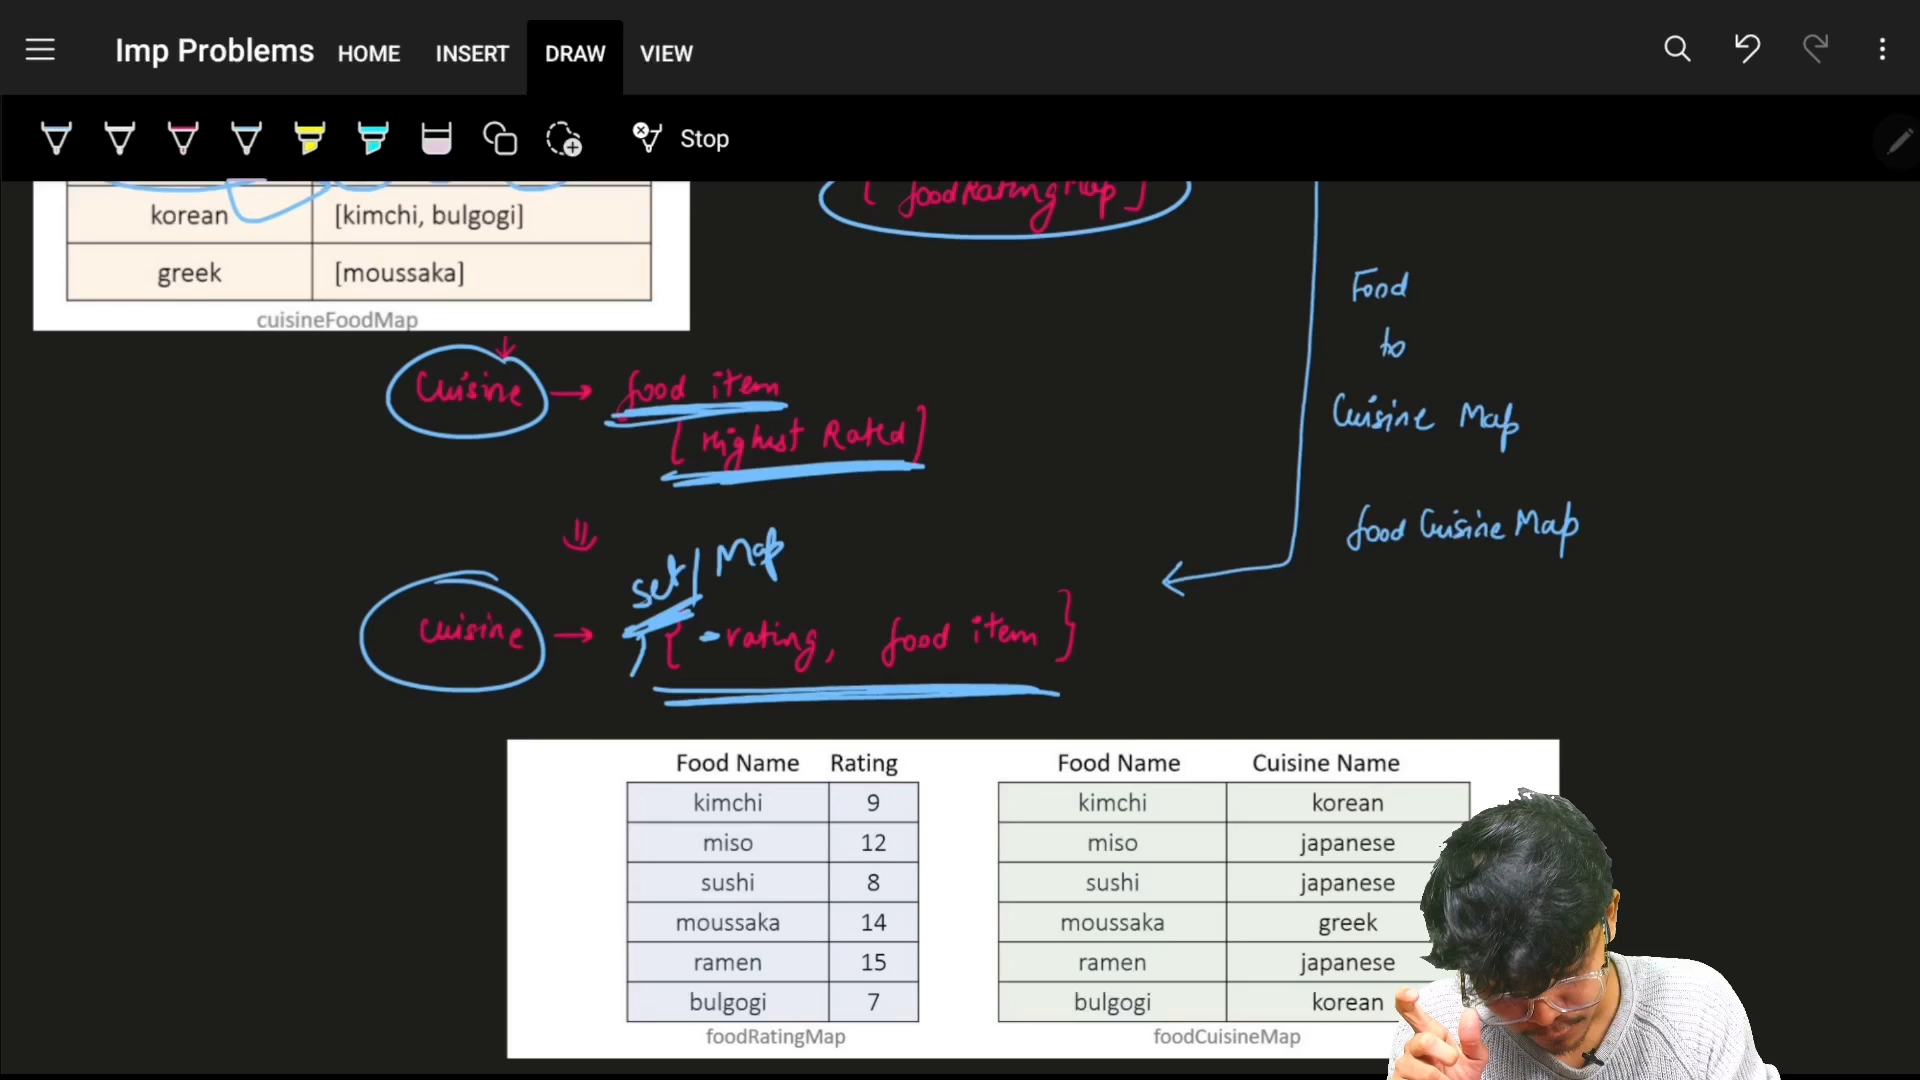 Imp Problems HOME INSERT DRAW VIEW
Stop
korean [kimchi, bulgogi]
greek [moussaka]
cuisineFoodMap
[ foodRatingMap ]
Food
to
Cuisine Map
food Cuisine Map
Cuisine → food item
[ Highest Rated ]
set / Map
Cuisine → { -rating, food item }
Food Name Rating
kimchi 9
miso 12
sushi 8
moussaka 14
ramen 15
bulgogi 7
foodRatingMap
Food Name Cuisine Name
kimchi korean
miso japanese
sushi japanese
moussaka greek
ramen japanese
bulgogi korean
foodCuisineMap